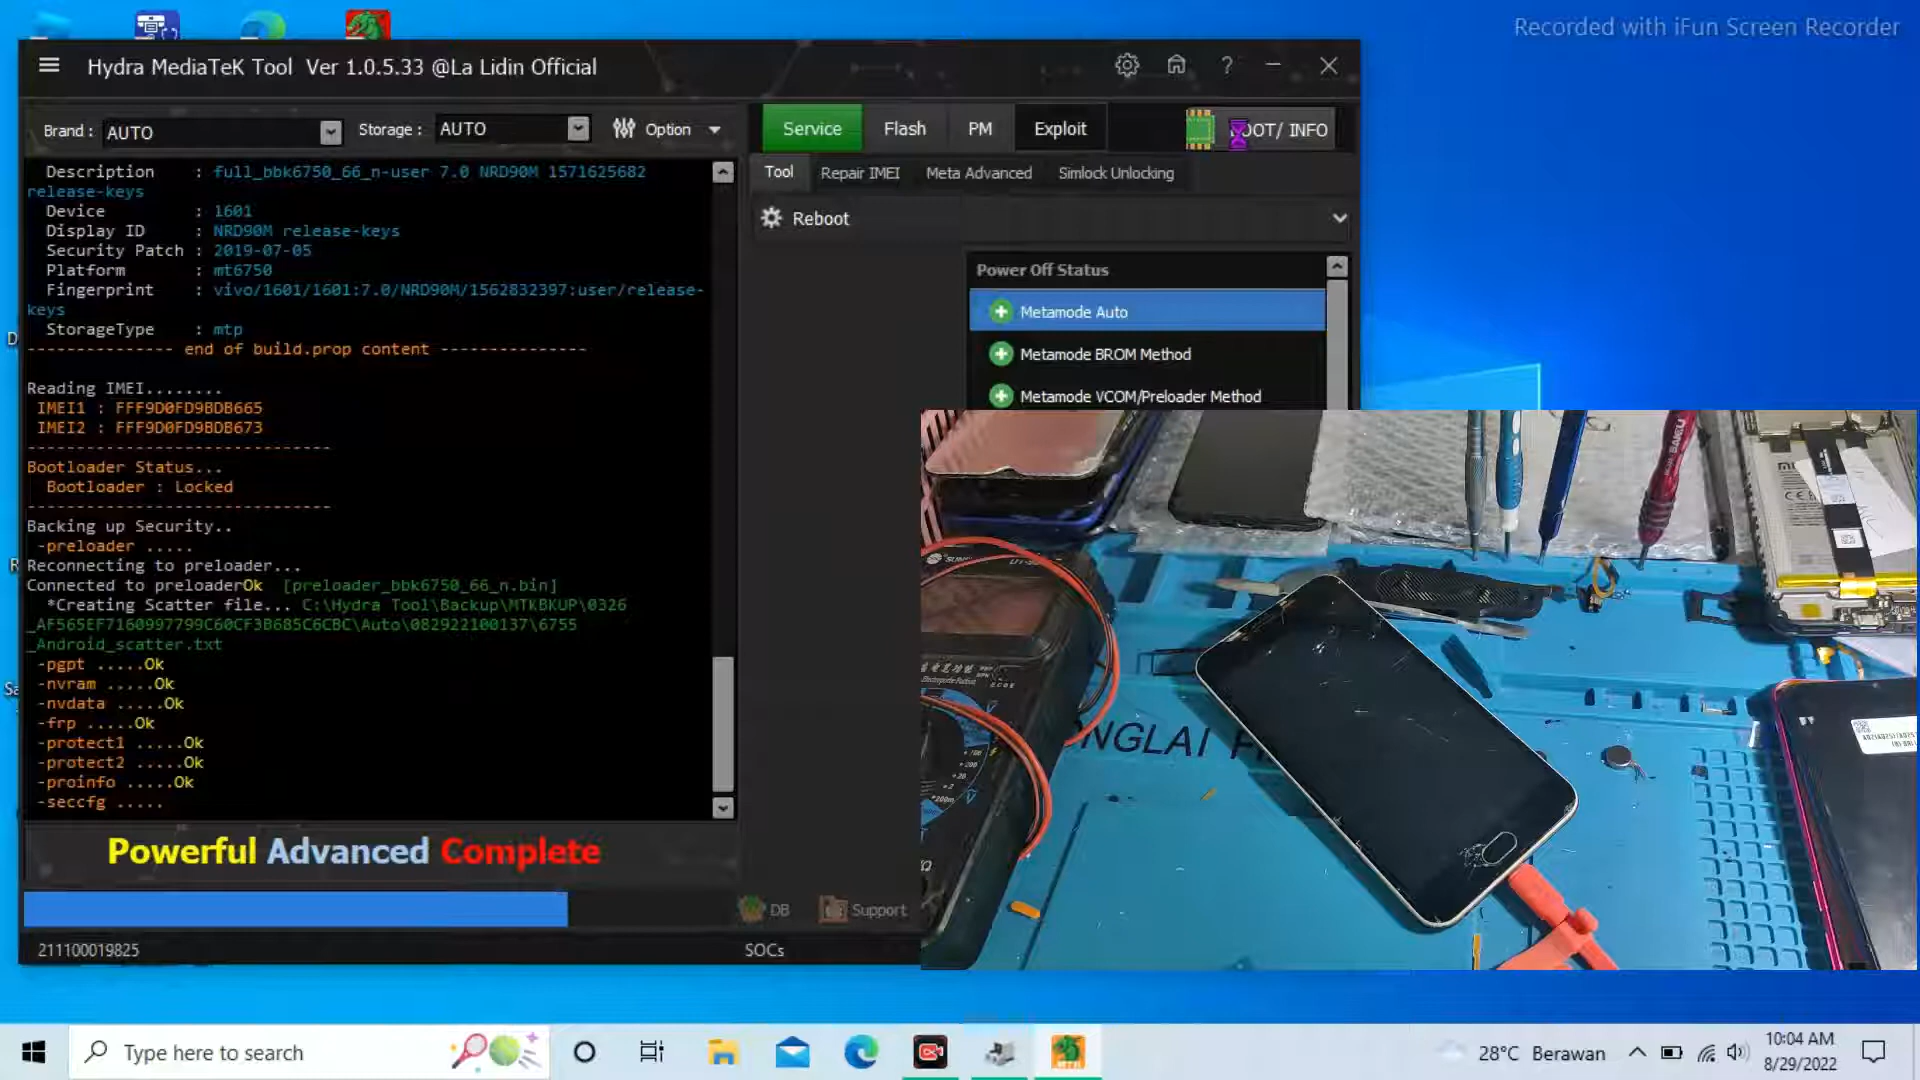 Recorded with iFun Screen Recorder
Hydra MediaTeK Tool Ver 1.0.5.33 @La Lidin Official
?
Brand : AUTO
Storage : AUTO
Option
Service
Flash
PM
Exploit
OOT/ INFO
Tool
Repair IMEI
Meta Advanced
Simlock Unlocking
Reboot
Description : full_bbk6750_66_n-user 7.0 NRD90M 1571625682
release-keys
Device : 1601
Display ID : NRD90M release-keys
Security Patch : 2019-07-05
Platform : mt6750
Fingerprint : vivo/1601/1601:7.0/NRD90M/1562832397:user/release-
keys
StorageType : mtp
--------------- end of build.prop content ---------------
Reading IMEI........
IMEI1 : FFF9D0FD9BDB665
IMEI2 : FFF9D0FD9BDB673
-------------------------------
Bootloader Status...
Bootloader : Locked
-------------------------------
Backing up Security..
-preloader .....
Reconnecting to preloader...
Connected to preloaderOk [preloader_bbk6750_66_n.bin]
*Creating Scatter file... C:\Hydra Tool\Backup\MTKBKUP\0326
_AF565EF7160997799C60CF3B685C6CBC\Auto\082922100137\6755
_Android_scatter.txt
-pgpt .....Ok
-nvram .....Ok
-nvdata .....Ok
-frp .....Ok
-protect1 .....Ok
-protect2 .....Ok
-proinfo .....Ok
-seccfg .....
Power Off Status
Metamode Auto
Metamode BROM Method
Metamode VCOM/Preloader Method
Powerful Advanced Complete
DB
Support
211100019825
SOCs
Type here to search
28°C Berawan
10:04 AM
8/29/2022